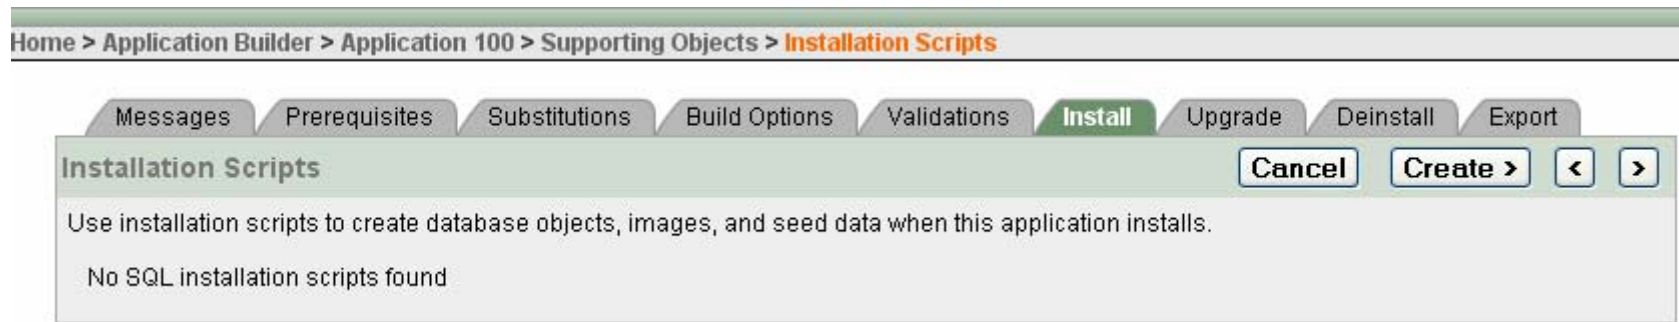 Home > Application Builder > Application 100 > Supporting Objects > Installation Scripts
Messages Prerequisites Substitutions Build Options Validations Install Upgrade Deinstall Export
Installation Scripts Cancel Create > < >
Use installation scripts to create database objects, images, and seed data when this application installs.
No SQL installation scripts found